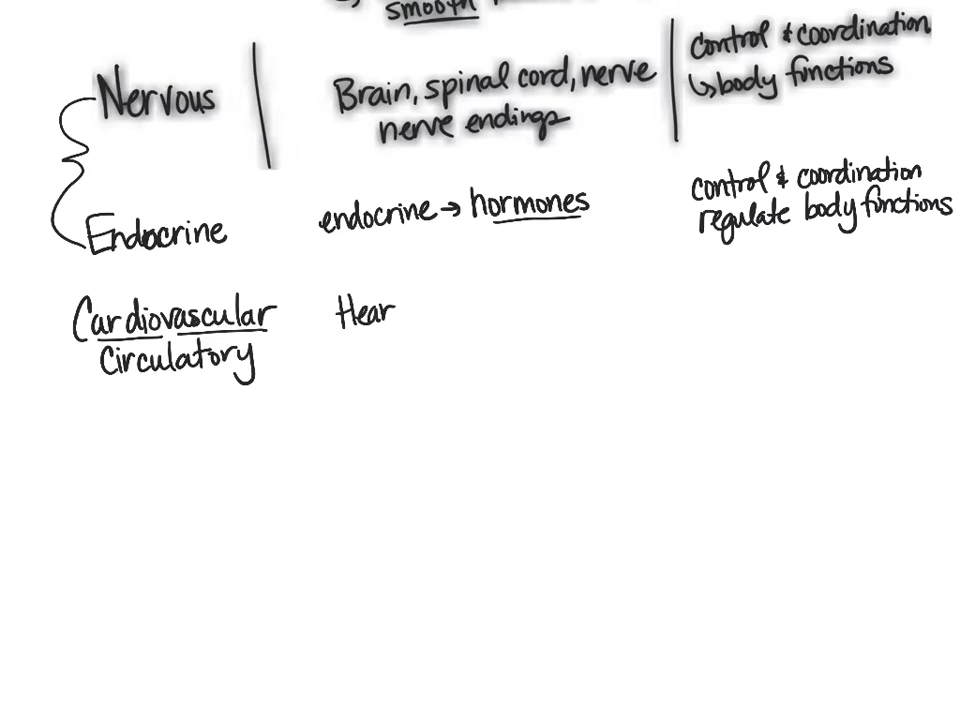 smooth
Nervous
Brain, spinal cord, nerve
nerve endings
control & coordination
↳ body functions
Endocrine
endocrine → hormones
control & coordination
regulate body functions
Cardiovascular
Circulatory
Hear